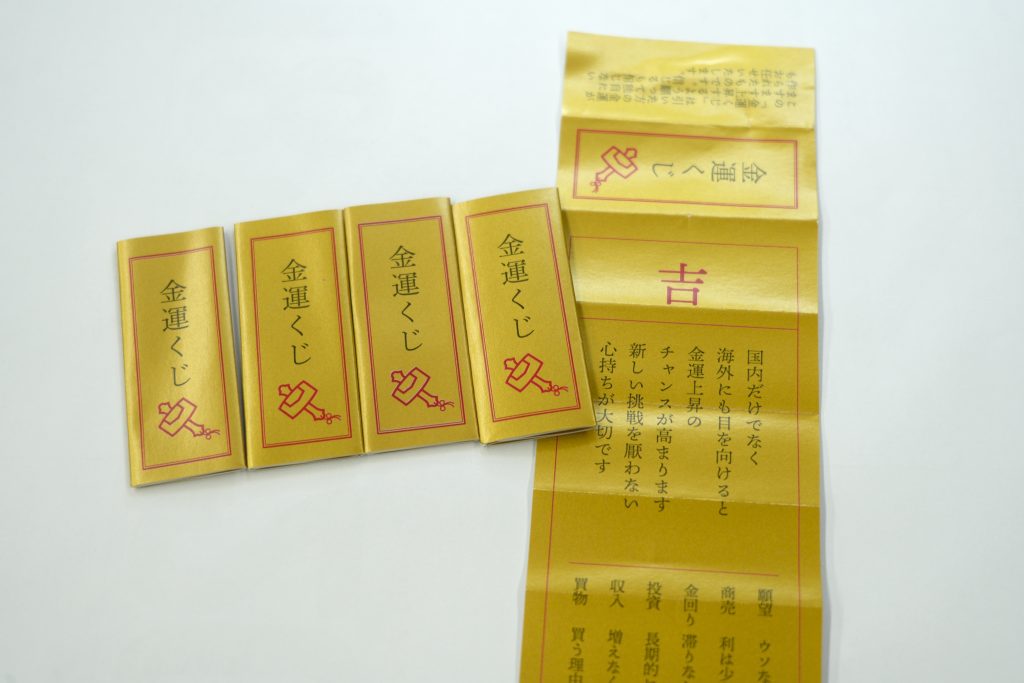 金運くじ
金運くじ
金運くじ
金運くじ
金運くじ
吉
国内だけでなく
海外にも目を向けると
金運上昇の
チャンスが高まります
新しい挑戦を厭わない
心持ちが大切です
願望 ウソな
商売 利は少
金回り 滞りな
投資 長期的に
収入 増えなく
買物 買う理由